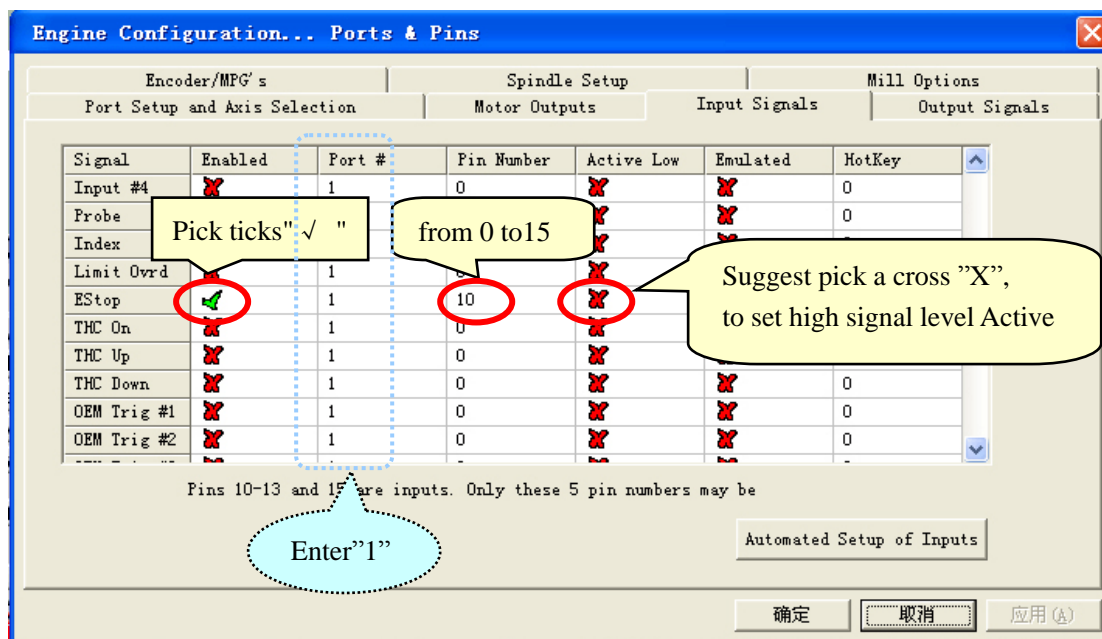 Engine Configuration... Ports & Pins
Encoder/MPG's Spindle Setup Mill Options
Port Setup and Axis Selection Motor Outputs Input Signals Output Signals
Signal Enabled Port # Pin Number Active Low Emulated HotKey
Input #4 1 0 0
Probe 0
Index
Pick ticks" √ "
from 0 to15
Limit Ovrd 1
Suggest pick a cross "X",
to set high signal level Active
EStop 1 10
THC On 1 0
THC Up 1 0
THC Down 1 0 0
OEM Trig #1 1 0 0
OEM Trig #2 1 0 0
Pins 10-13 and 15 are inputs. Only these 5 pin numbers may be
Enter"1"
Automated Setup of Inputs
确定 取消 应用(A)